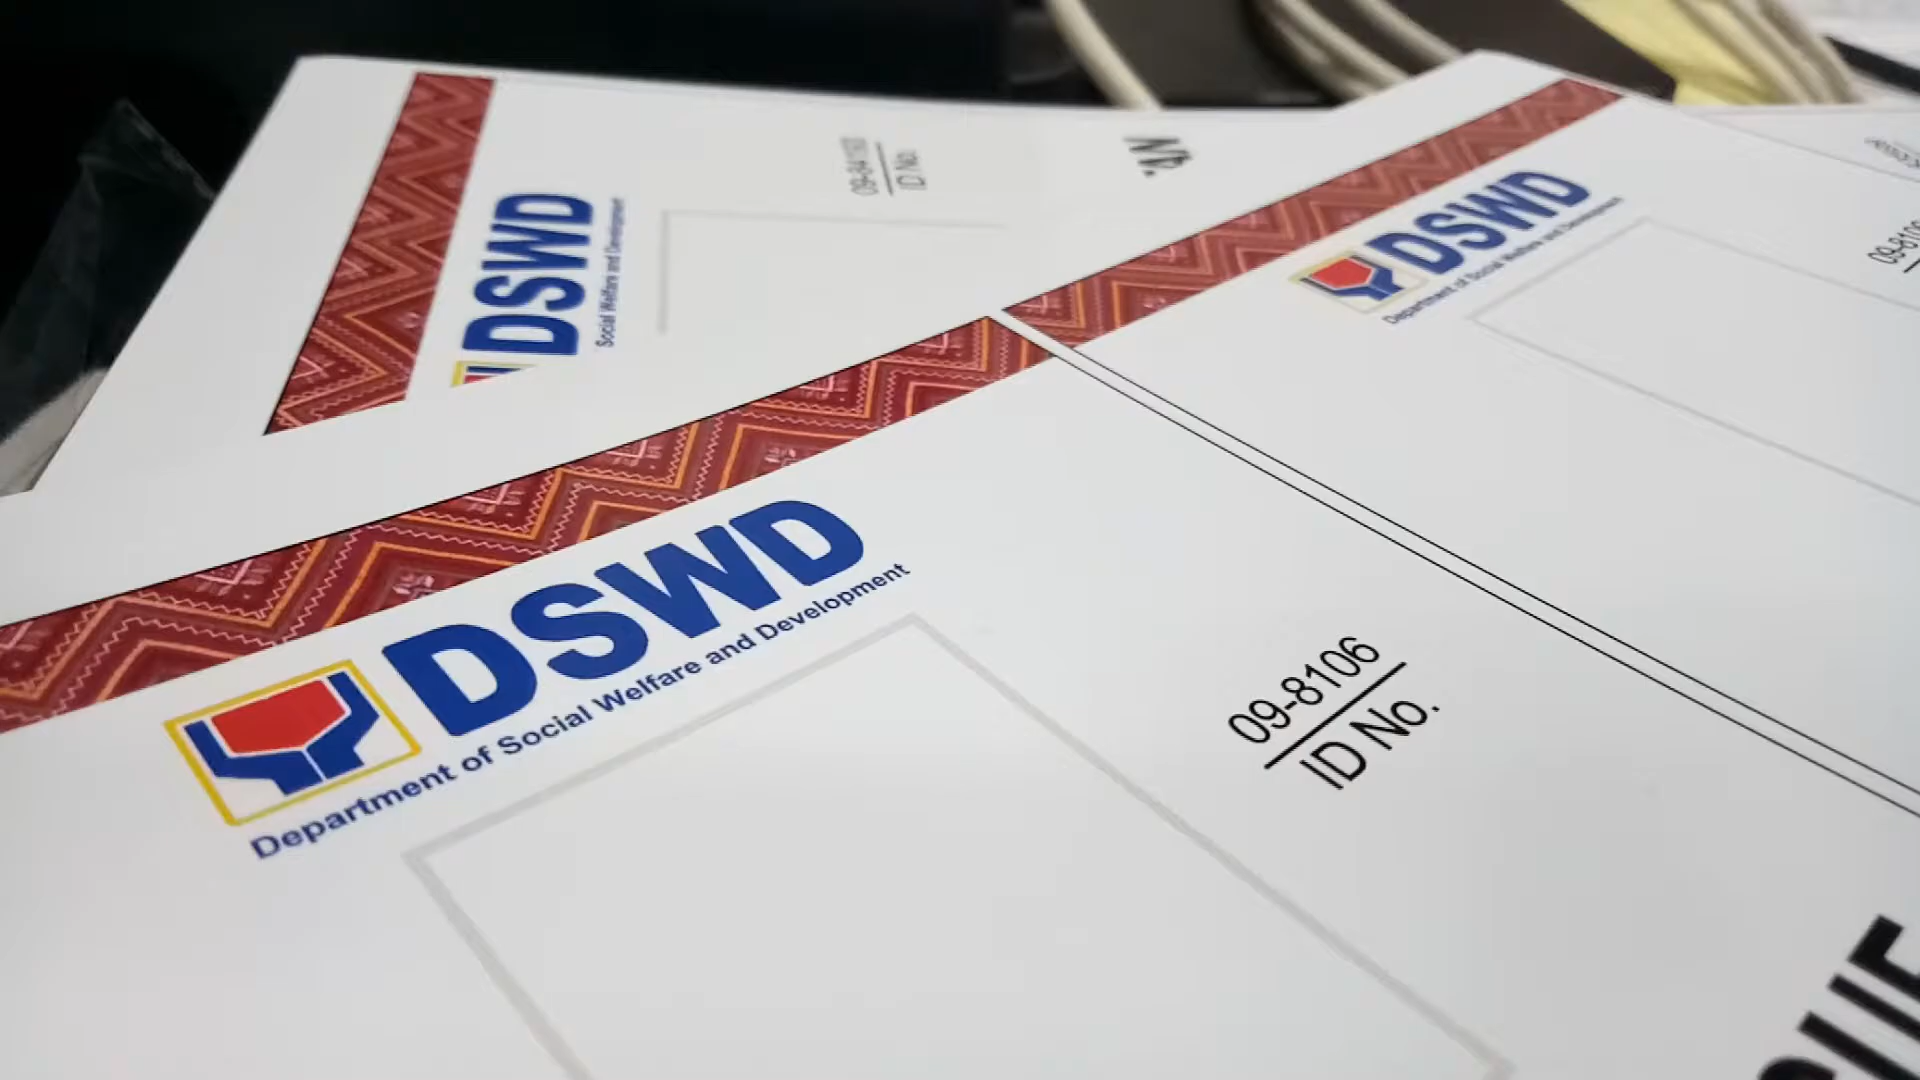 DSWD
Social Welfare and Development
ID No.
DSWD
Department of Social Welfare and Development
DSWD
Department of Social Welfare and Development
09-8106
ID No.